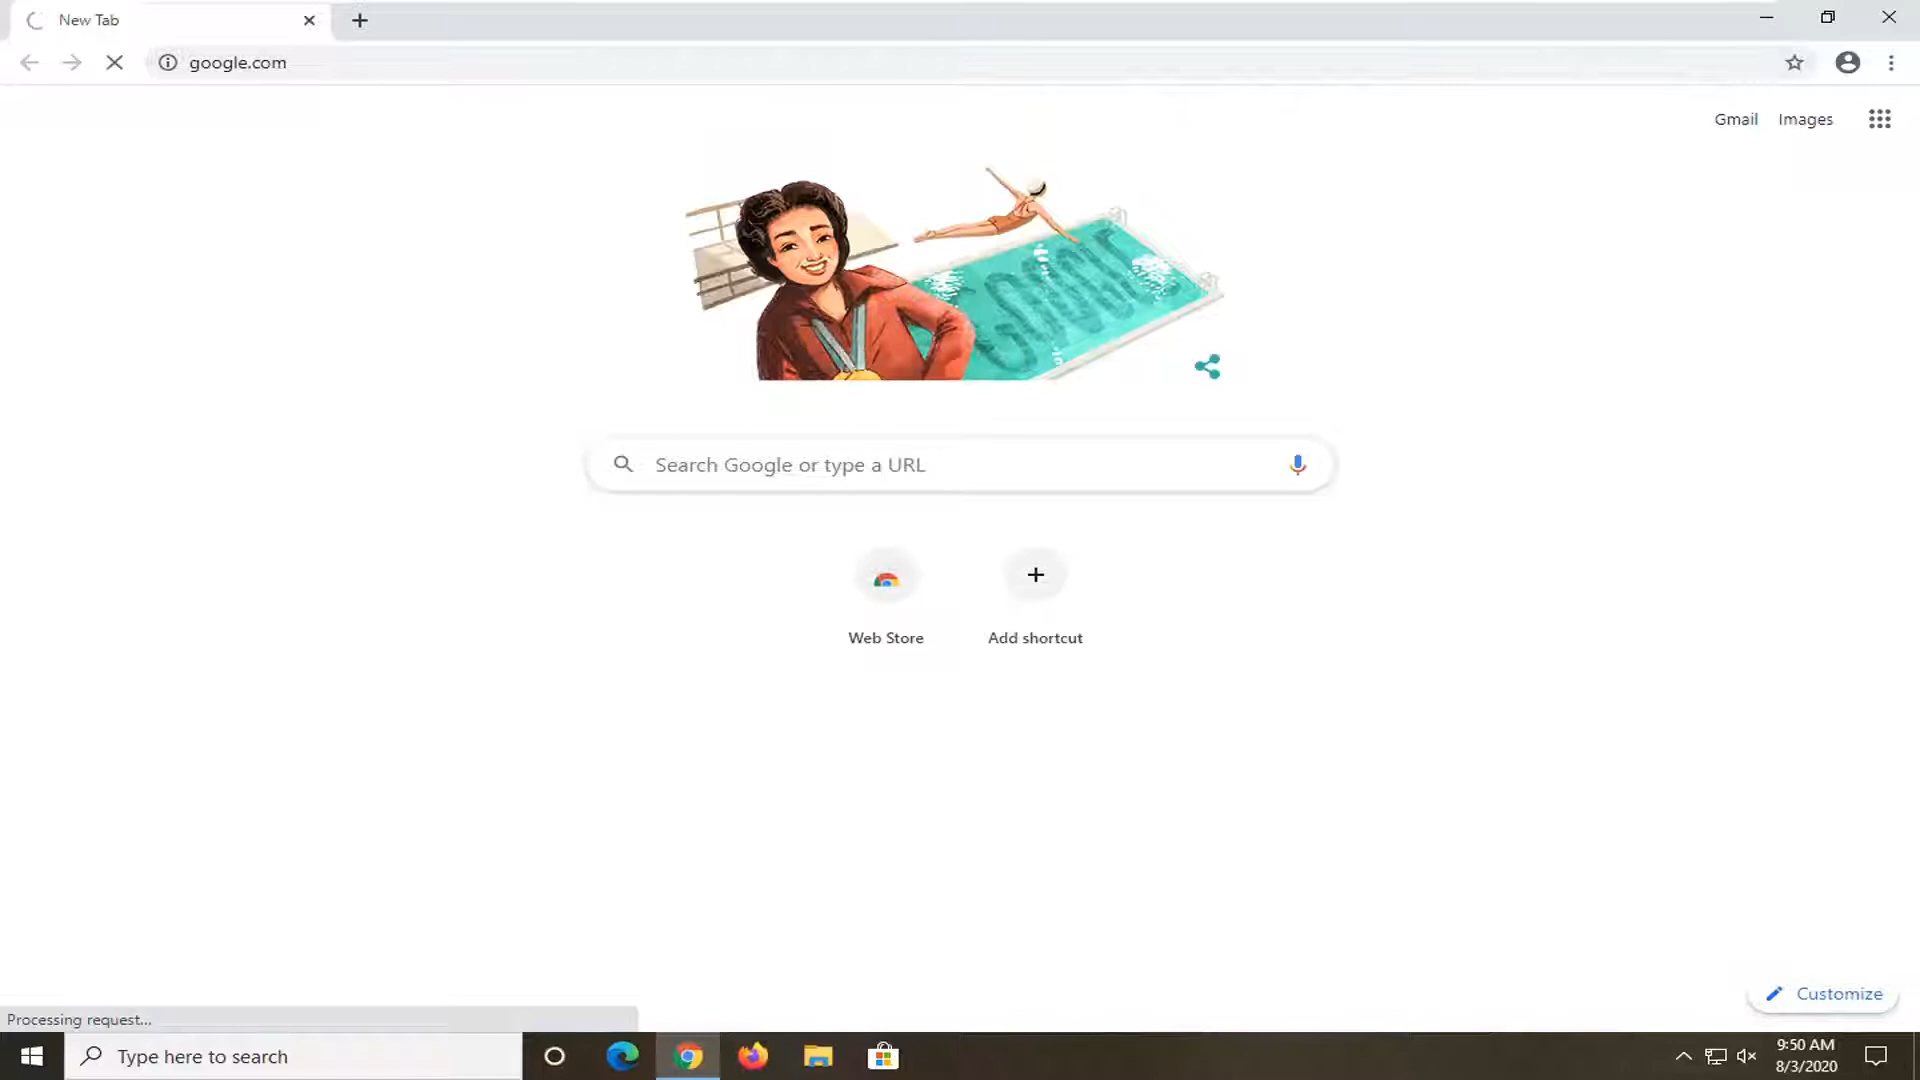 New Tab
google.com
Gmail Images
Google
Search Google or type a URL
Web Store Add shortcut
Customize
Processing request...
Type here to search
9:50 AM
8/3/2020